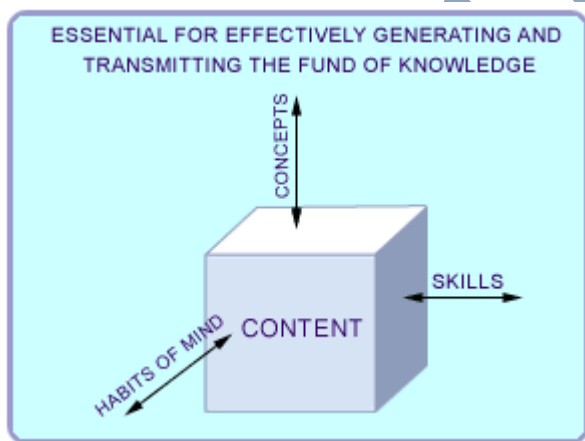 ESSENTIAL FOR EFFECTIVELY GENERATING AND
TRANSMITTING THE FUND OF KNOWLEDGE
CONCEPTS
SKILLS
CONTENT
HABITS OF MIND